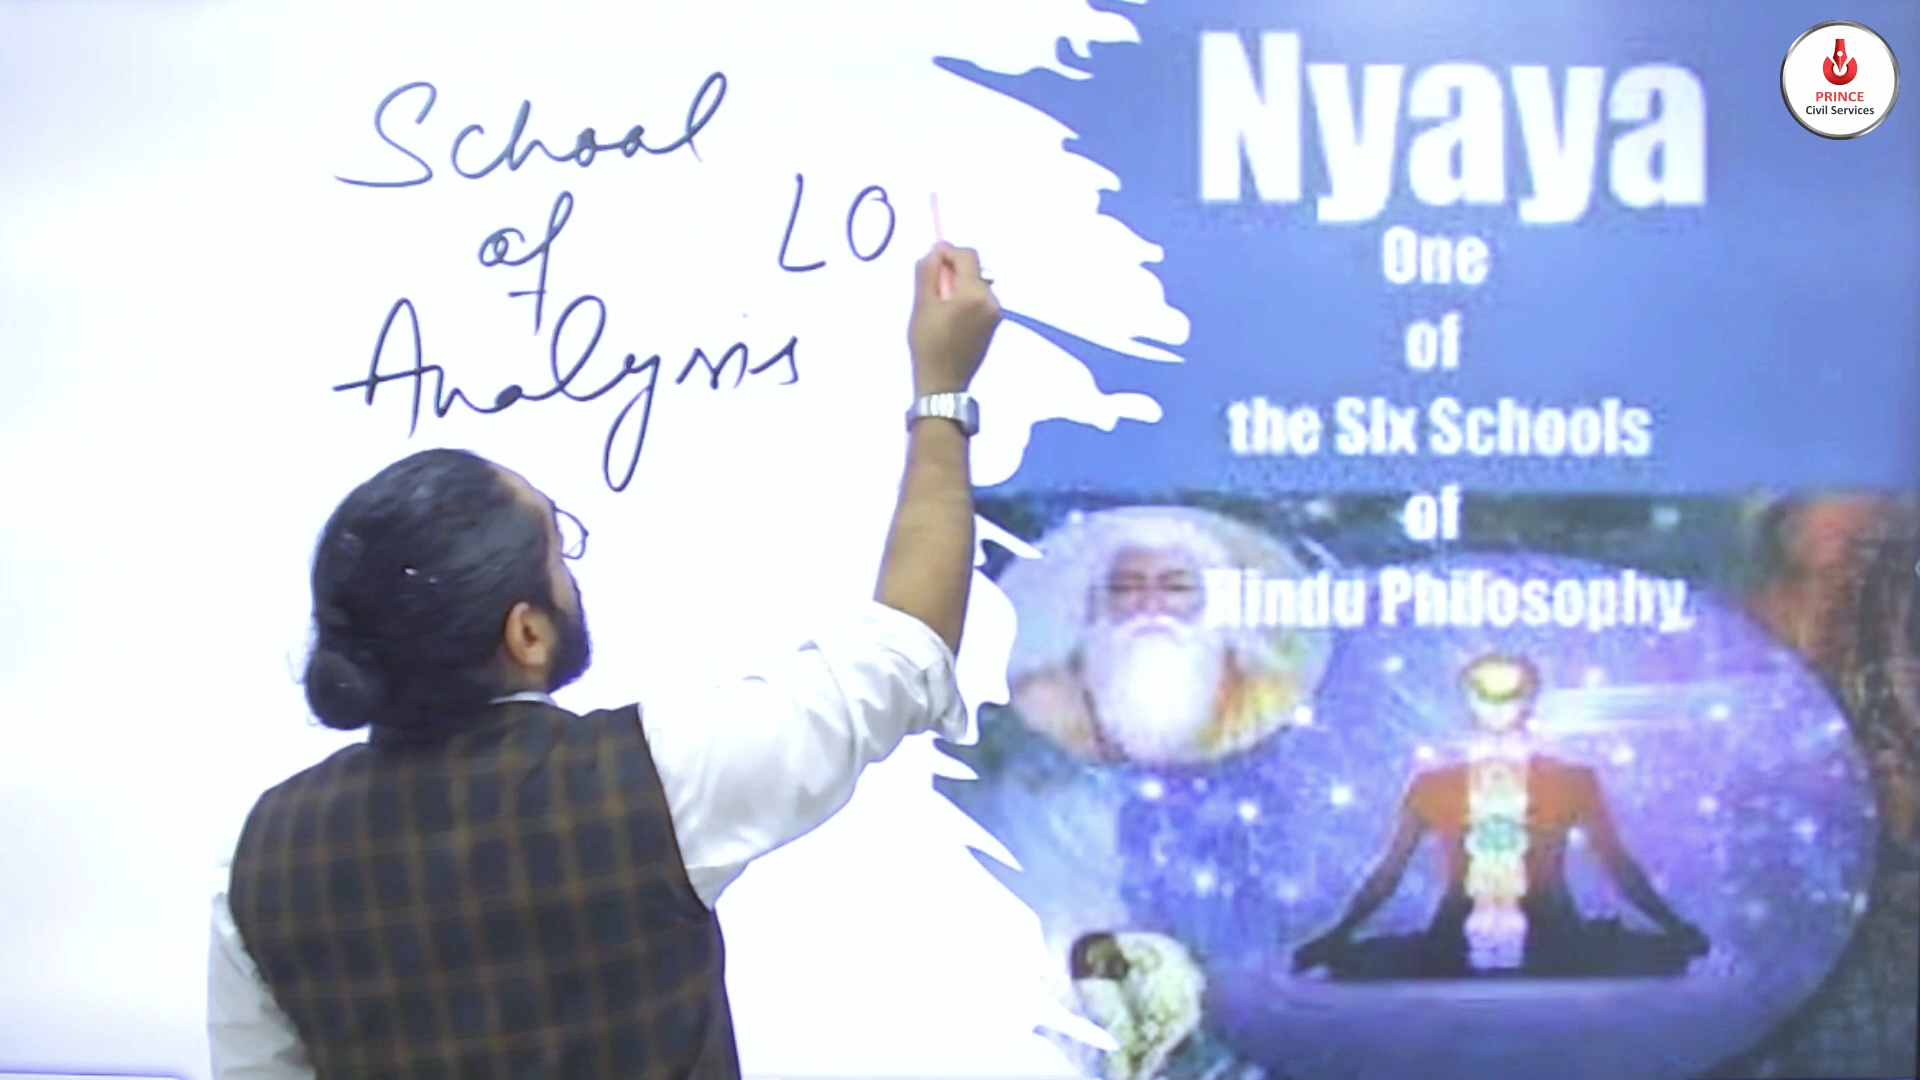 School
of
Analysis
LO
Nyaya
One
of
the Six Schools
of
Hindu Philosophy,
PRINCE
Civil Services